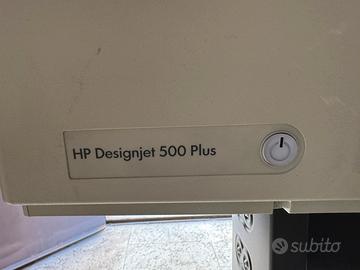 HP Designjet 500 Plus
subito